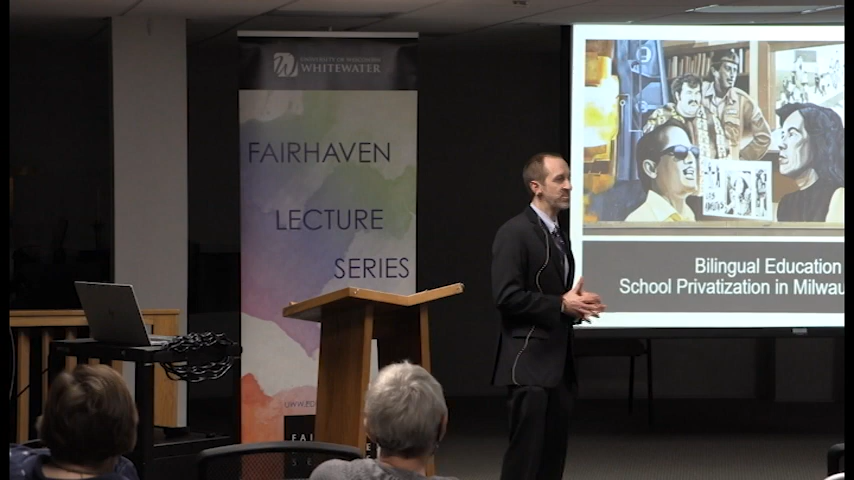 UNIVERSITY OF WISCONSIN
WHITEWATER
FAIRHAVEN
LECTURE
SERIES
Bilingual Education
School Privatization in Milwau